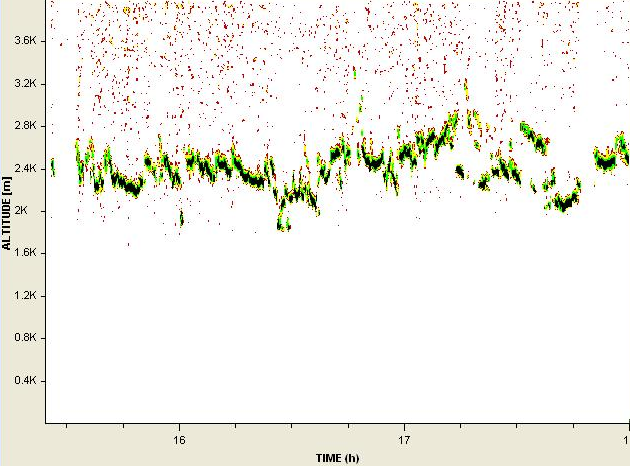 3.6K
3.2K
2.8K
2.4K
2K
1.6K
1.2K
0.8K
0.4K
ALTITUDE [m]
16 17 1
TIME (h)